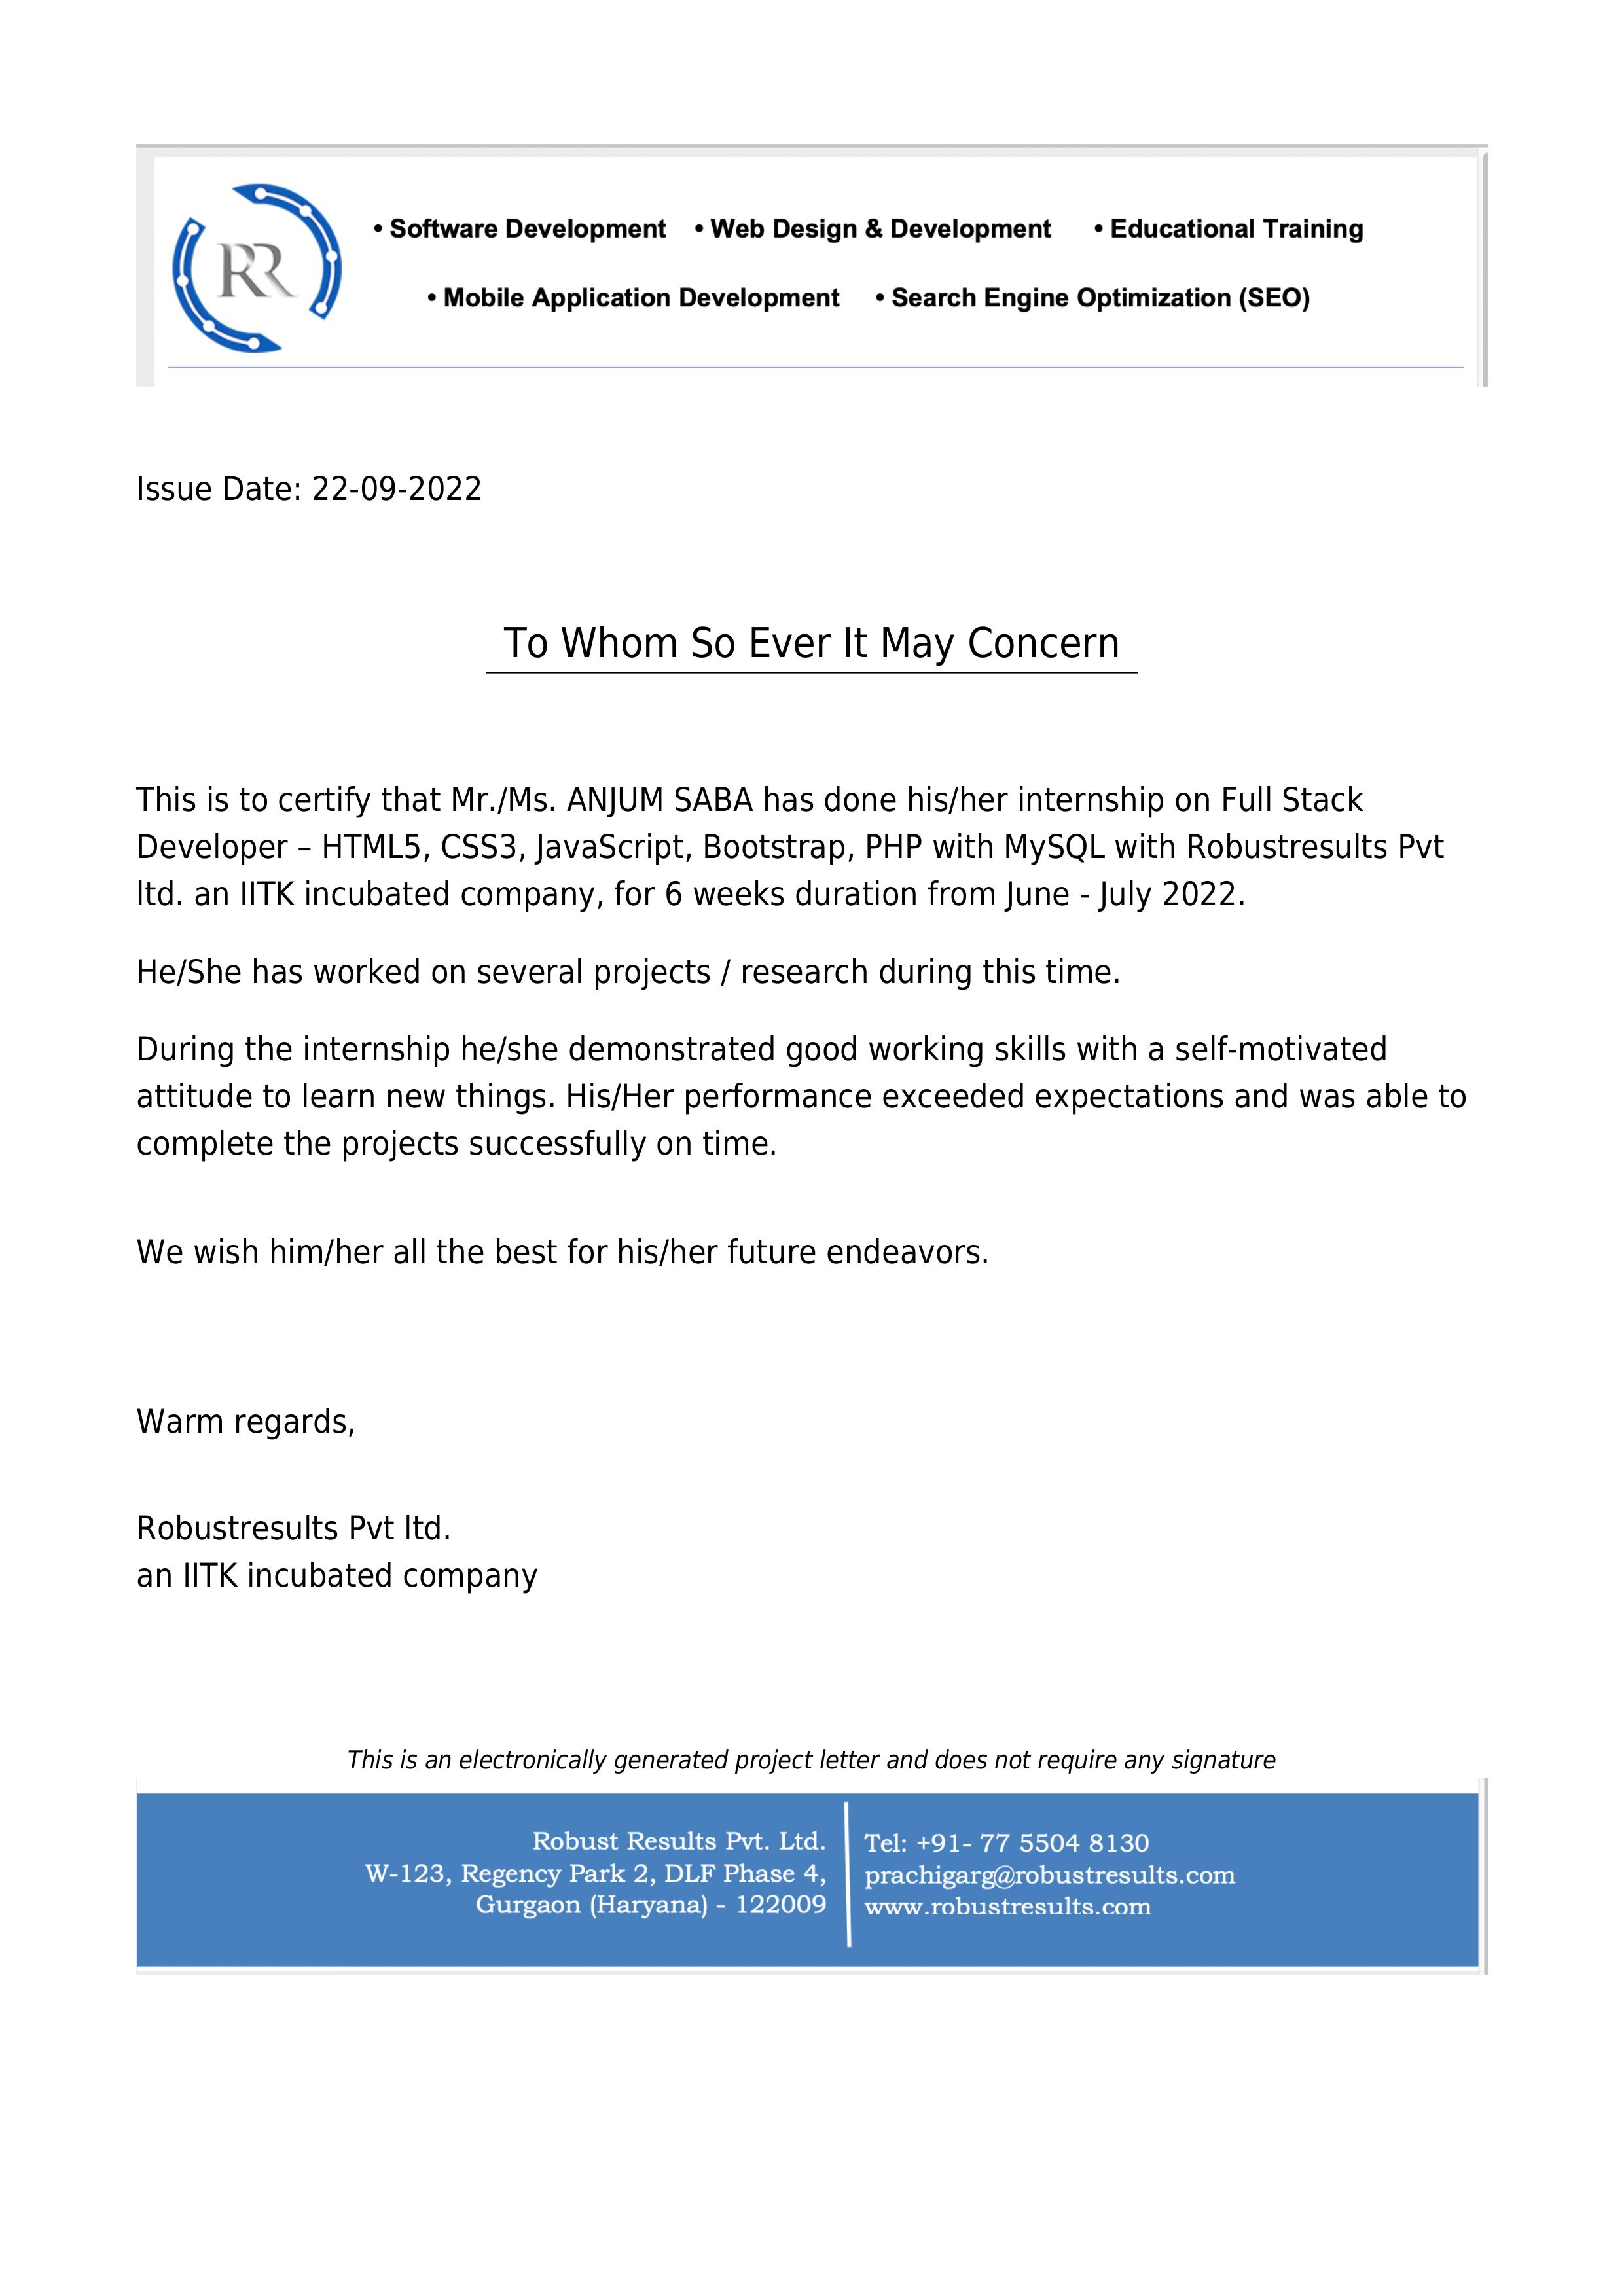 RR
• Software Development • Web Design & Development • Educational Training
• Mobile Application Development • Search Engine Optimization (SEO)
Issue Date: 22-09-2022
To Whom So Ever It May Concern
This is to certify that Mr./Ms. ANJUM SABA has done his/her internship on Full Stack
Developer – HTML5, CSS3, JavaScript, Bootstrap, PHP with MySQL with Robustresults Pvt
ltd. an IITK incubated company, for 6 weeks duration from June - July 2022.
He/She has worked on several projects / research during this time.
During the internship he/she demonstrated good working skills with a self-motivated
attitude to learn new things. His/Her performance exceeded expectations and was able to
complete the projects successfully on time.
We wish him/her all the best for his/her future endeavors.
Warm regards,
Robustresults Pvt ltd.
an IITK incubated company
This is an electronically generated project letter and does not require any signature
Robust Results Pvt. Ltd.
W-123, Regency Park 2, DLF Phase 4,
Gurgaon (Haryana) - 122009
Tel: +91- 77 5504 8130
prachigarg@robustresults.com
www.robustresults.com